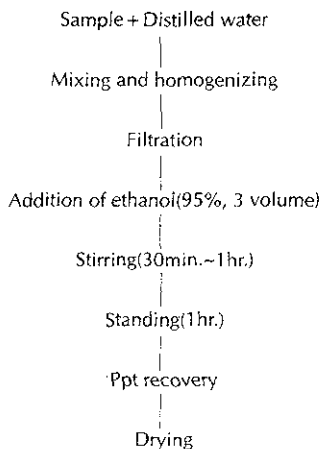 Sample + Distilled water
Mixing and homogenizing
Filtration
Addition of ethanol(95%, 3 volume)
Stirring(30min.~1hr.)
Standing(1hr.)
Ppt recovery
Drying